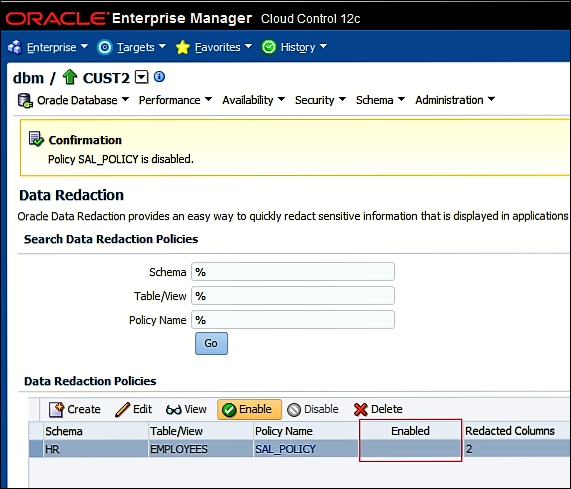 ORACLE Enterprise Manager Cloud Control 12c
Enterprise Targets Favorites History
dbm / CUST2
Oracle Database Performance Availability Security Schema Administration
Confirmation
Policy SAL_POLICY is disabled.
Data Redaction
Oracle Data Redaction provides an easy way to quickly redact sensitive information that is displayed in applications
Search Data Redaction Policies
Schema %
Table/View %
Policy Name %
Go
Data Redaction Policies
Create Edit View Enable Disable Delete
Schema Table/View Policy Name Enabled Redacted Columns
HR EMPLOYEES SAL_POLICY 2